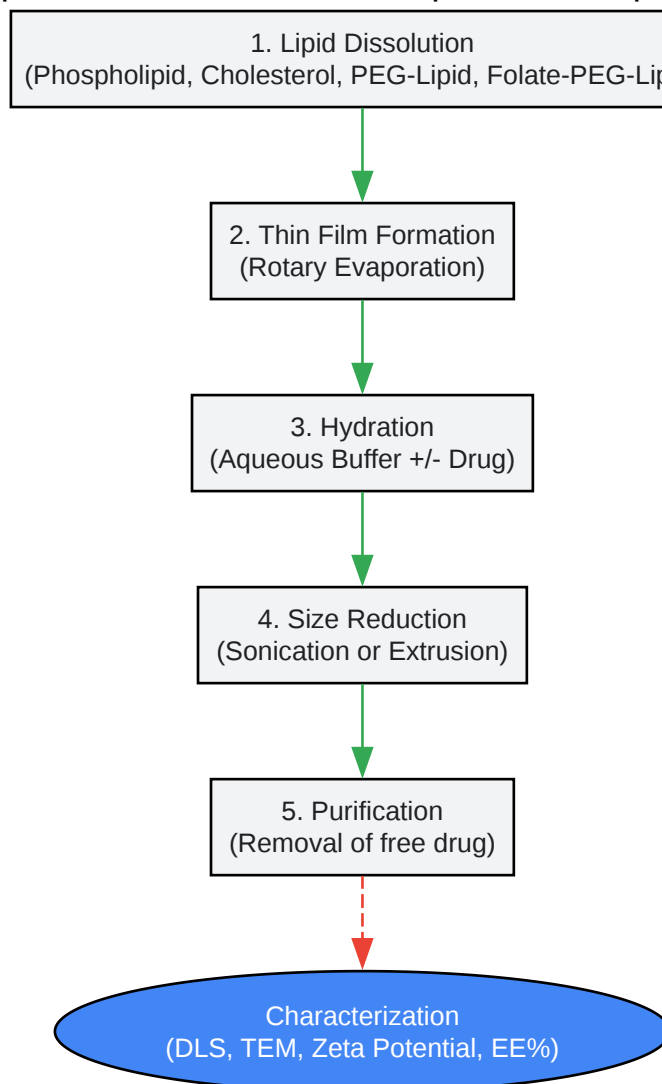 1. Lipid Dissolution
(Phospholipid, Cholesterol, PEG-Lipid, Folate-PEG-Lip
2. Thin Film Formation
(Rotary Evaporation)
3. Hydration
(Aqueous Buffer +/- Drug)
4. Size Reduction
(Sonication or Extrusion)
5. Purification
(Removal of free drug)
Characterization
(DLS, TEM, Zeta Potential, EE%)